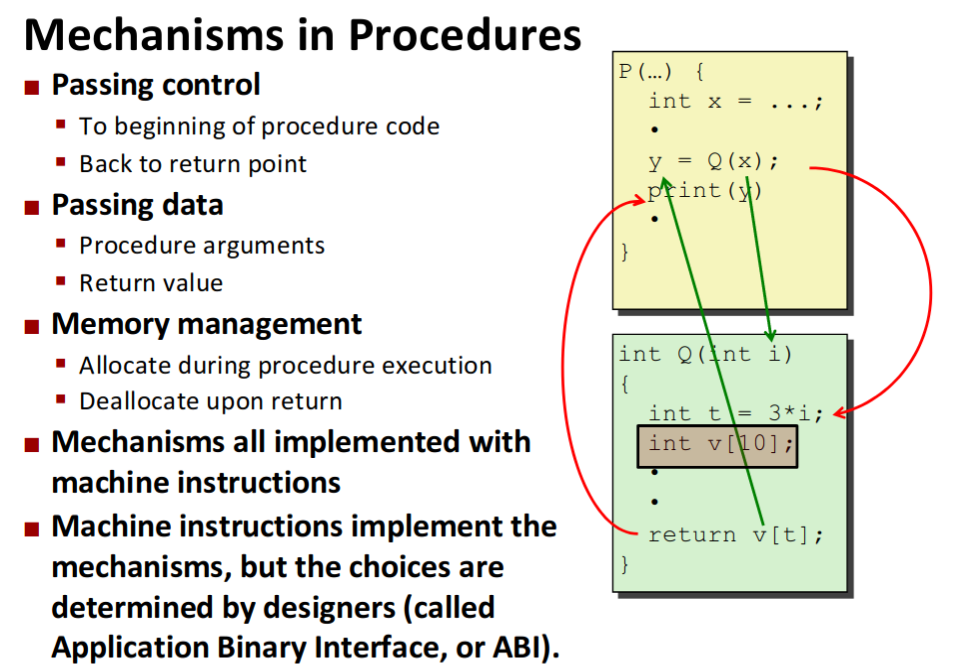 Mechanisms in Procedures
■ Passing control
▪ To beginning of procedure code
▪ Back to return point
■ Passing data
▪ Procedure arguments
▪ Return value
■ Memory management
▪ Allocate during procedure execution
▪ Deallocate upon return
■ Mechanisms all implemented with
machine instructions
■ Machine instructions implement the
mechanisms, but the choices are
determined by designers (called
Application Binary Interface, or ABI).
P(…) {
int x = ...;
•
y = Q(x);
print(y)
•
}
int Q(int i)
{
int t = 3*i;
int v[10];
•
•
return v[t];
}